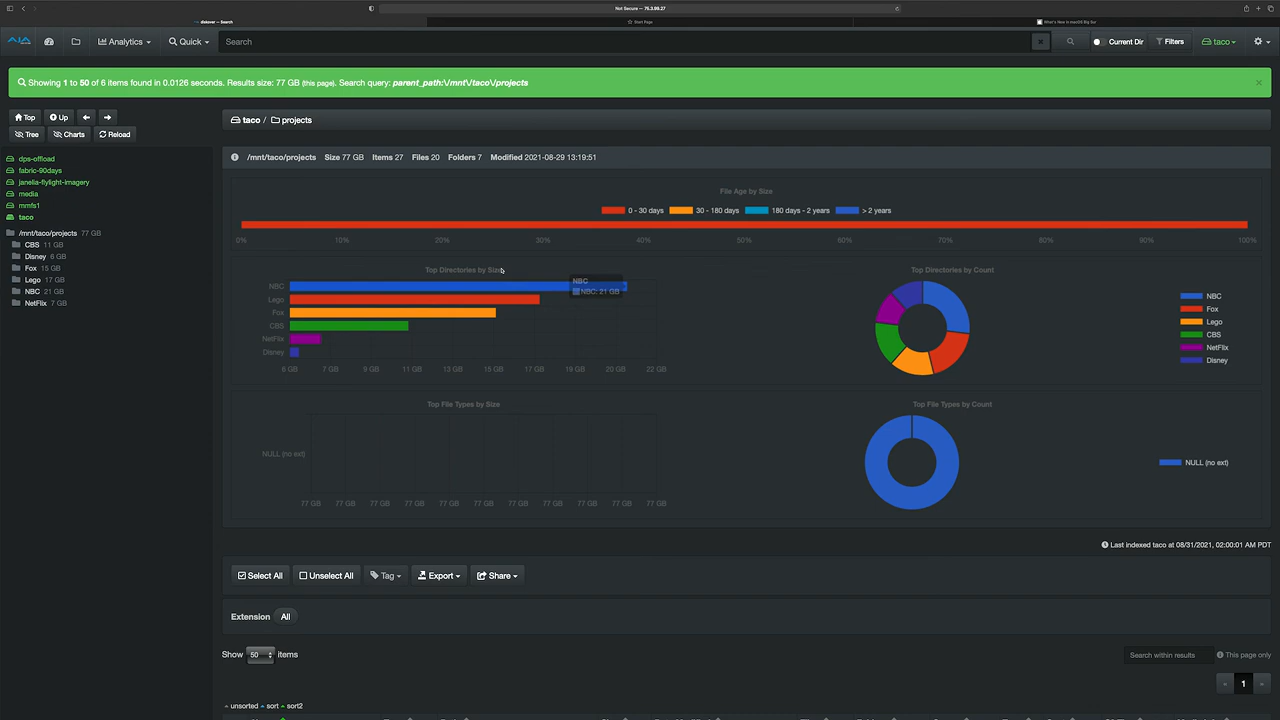 Not Secure — 75.3.99.27
diskover — Search
Start Page
What's New in macOS Big Sur
Analytics
Quick
Search
Current Dir
Filters
taco
Showing 1 to 50 of 6 items found in 0.0126 seconds. Results size: 77 GB (this page). Search query: parent_path:\/mnt\/taco\/projects
×
Top
Up
Tree
Charts
Reload
dps-offload
fabric-90days
janelia-flylight-imagery
media
mmfs1
taco
/mnt/taco/projects 77 GB
CBS 11 GB
Disney 6 GB
Fox 15 GB
Lego 17 GB
NBC 21 GB
NetFlix 7 GB
taco / projects
/mnt/taco/projects Size 77 GB Items 27 Files 20 Folders 7 Modified 2021-08-29 13:19:51
File Age by Size
0 - 30 days 30 - 180 days 180 days - 2 years > 2 years
0% 10% 20% 30% 40% 50% 60% 70% 80% 90% 100%
Top Directories by Size
NBC
Lego
Fox
CBS
NetFlix
Disney
NBC
NBC: 21 GB
6 GB 7 GB 9 GB 11 GB 13 GB 15 GB 17 GB 19 GB 20 GB 22 GB
Top Directories by Count
NBC
Fox
Lego
CBS
NetFlix
Disney
Top File Types by Size
NULL (no ext)
77 GB 77 GB 77 GB 77 GB 77 GB 77 GB 77 GB 77 GB 77 GB 77 GB 77 GB
Top File Types by Count
NULL (no ext)
Last indexed taco at 08/31/2021, 02:00:01 AM PDT
Select All
Unselect All
Tag
Export
Share
Extension All
Show 50 items
Search within results
This page only
« 1 »
unsorted sort sort2